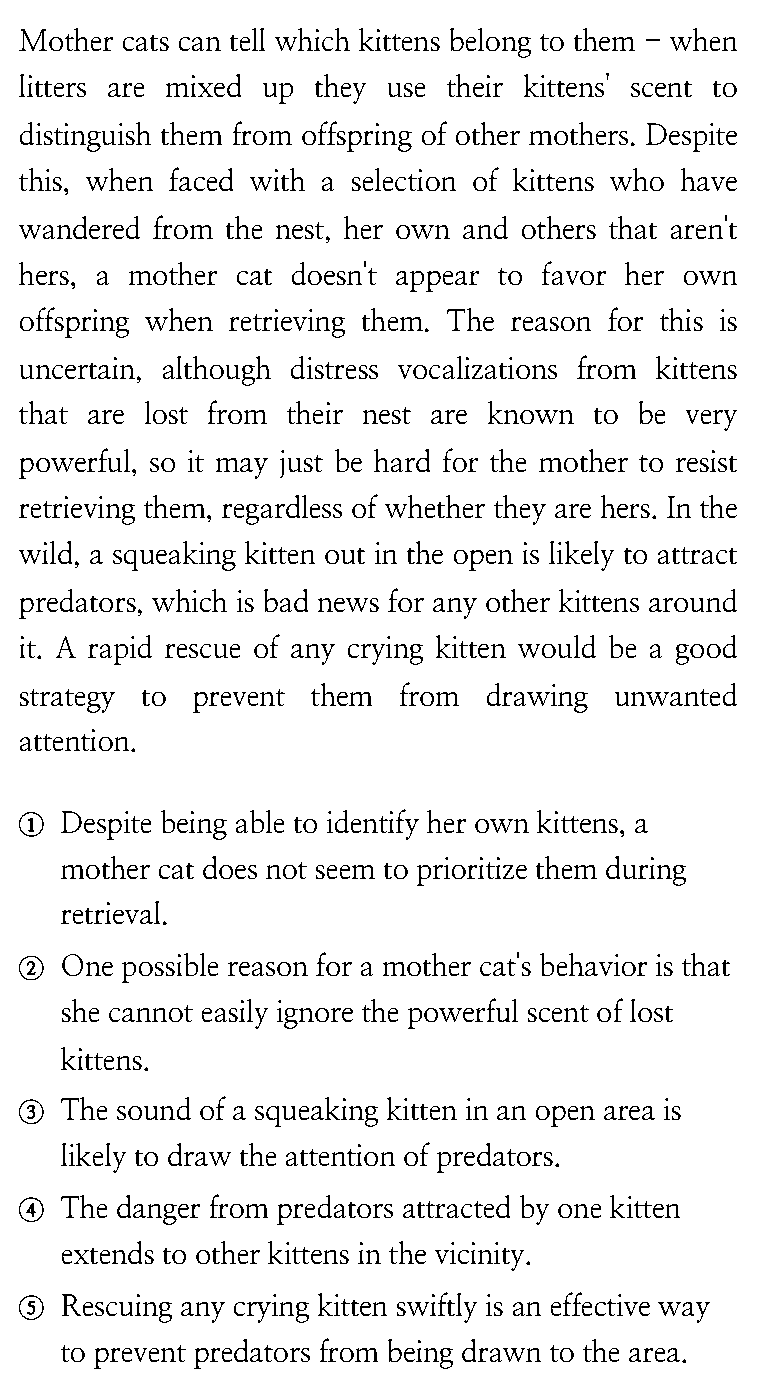 Mother cats can tell which kittens belong to them – when
litters are mixed up they use their kittens' scent to
distinguish them from offspring of other mothers. Despite
this, when faced with a selection of kittens who have
wandered from the nest, her own and others that aren't
hers, a mother cat doesn't appear to favor her own
offspring when retrieving them. The reason for this is
uncertain, although distress vocalizations from kittens
that are lost from their nest are known to be very
powerful, so it may just be hard for the mother to resist
retrieving them, regardless of whether they are hers. In the
wild, a squeaking kitten out in the open is likely to attract
predators, which is bad news for any other kittens around
it. A rapid rescue of any crying kitten would be a good
strategy to prevent them from drawing unwanted
attention.
① Despite being able to identify her own kittens, a
mother cat does not seem to prioritize them during
retrieval.
② One possible reason for a mother cat's behavior is that
she cannot easily ignore the powerful scent of lost
kittens.
③ The sound of a squeaking kitten in an open area is
likely to draw the attention of predators.
④ The danger from predators attracted by one kitten
extends to other kittens in the vicinity.
⑤ Rescuing any crying kitten swiftly is an effective way
to prevent predators from being drawn to the area.